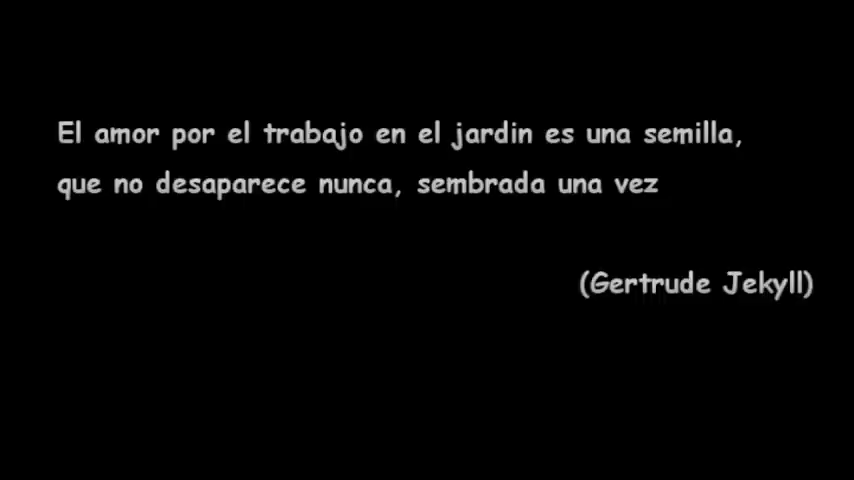 El amor por el trabajo en el jardin es una semilla,
que no desaparece nunca, sembrada una vez
(Gertrude Jekyll)